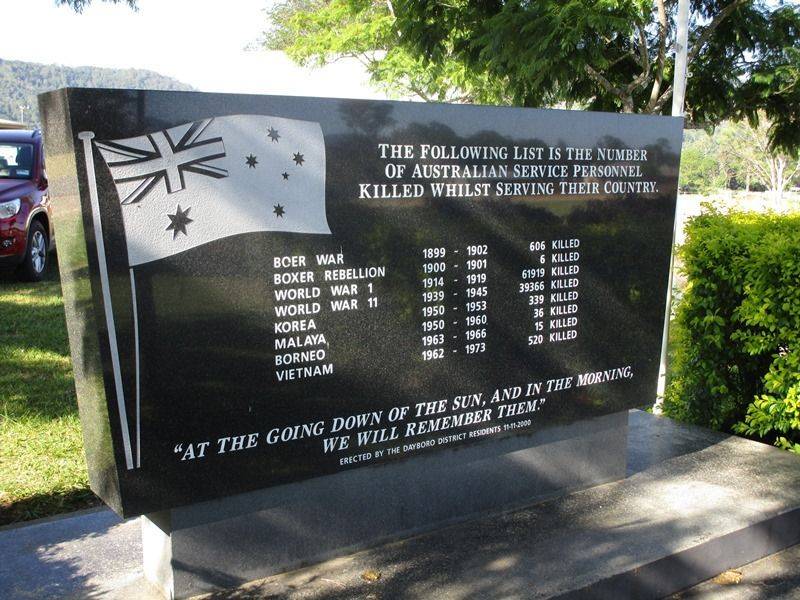 THE FOLLOWING LIST IS THE NUMBER
OF AUSTRALIAN SERVICE PERSONNEL
KILLED WHILST SERVING THEIR COUNTRY.
BOER WAR 1899 - 1902 606 KILLED
BOXER REBELLION 1900 - 1901 6 KILLED
WORLD WAR 1 1914 - 1919 61919 KILLED
WORLD WAR 11 1939 - 1945 39366 KILLED
KOREA 1950 - 1953 339 KILLED
MALAYA 1950 - 1960 36 KILLED
BORNEO 1963 - 1966 15 KILLED
VIETNAM 1962 - 1973 520 KILLED
"AT THE GOING DOWN OF THE SUN, AND IN THE MORNING,
WE WILL REMEMBER THEM."
ERECTED BY THE DAYBORO DISTRICT RESIDENTS 11-11-2000